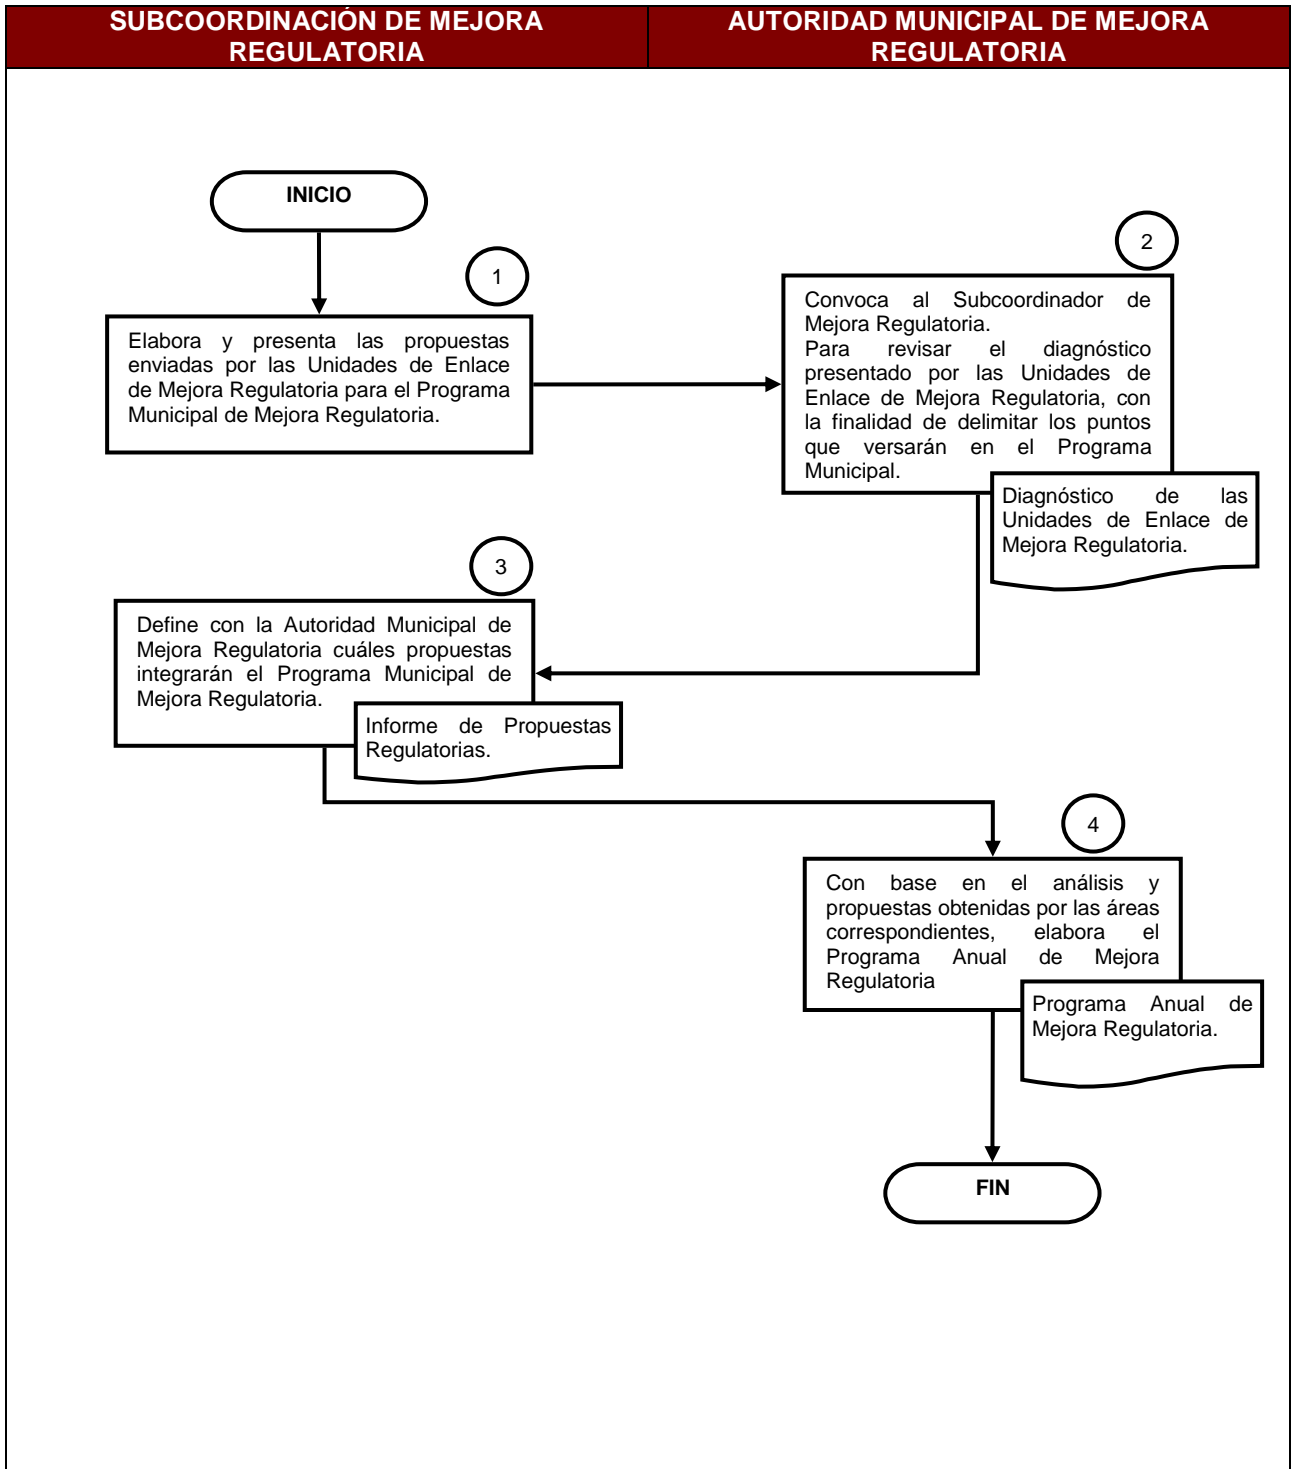 SUBCOORDINACIÓN DE MEJORA
REGULATORIA
AUTORIDAD MUNICIPAL DE MEJORA
REGULATORIA
INICIO
1
Elabora y presenta las propuestas
enviadas por las Unidades de Enlace
de Mejora Regulatoria para el Programa
Municipal de Mejora Regulatoria.
2
Convoca al Subcoordinador de
Mejora Regulatoria.
Para revisar el diagnóstico
presentado por las Unidades de
Enlace de Mejora Regulatoria, con
la finalidad de delimitar los puntos
que versarán en el Programa
Municipal.
Diagnóstico de las
Unidades de Enlace de
Mejora Regulatoria.
3
Define con la Autoridad Municipal de
Mejora Regulatoria cuáles propuestas
integrarán el Programa Municipal de
Mejora Regulatoria.
Informe de Propuestas
Regulatorias.
4
Con base en el análisis y
propuestas obtenidas por las áreas
correspondientes, elabora el
Programa Anual de Mejora
Regulatoria
Programa Anual de
Mejora Regulatoria.
FIN